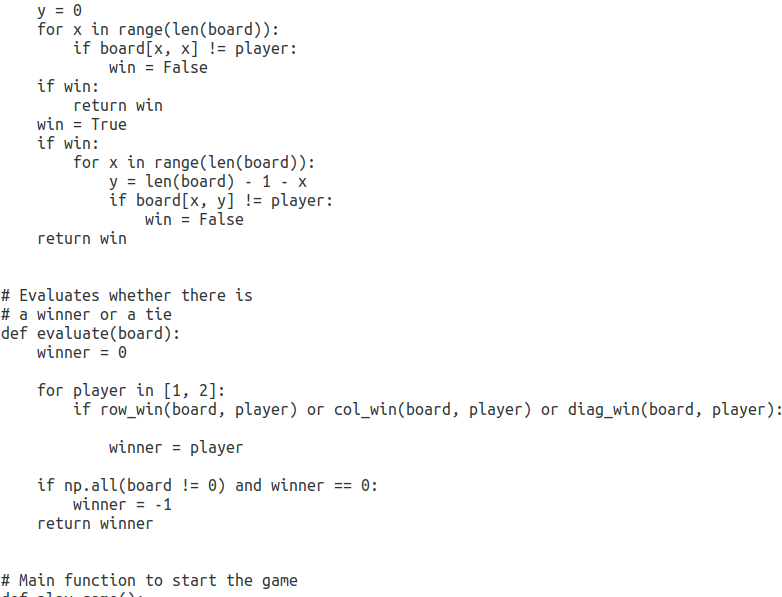 y = 0
    for x in range(len(board)):
        if board[x, x] != player:
            win = False
    if win:
        return win
    win = True
    if win:
        for x in range(len(board)):
            y = len(board) - 1 - x
            if board[x, y] != player:
                win = False
    return win


# Evaluates whether there is
# a winner or a tie
def evaluate(board):
    winner = 0

    for player in [1, 2]:
        if row_win(board, player) or col_win(board, player) or diag_win(board, player):

            winner = player

    if np.all(board != 0) and winner == 0:
        winner = -1
    return winner


# Main function to start the game